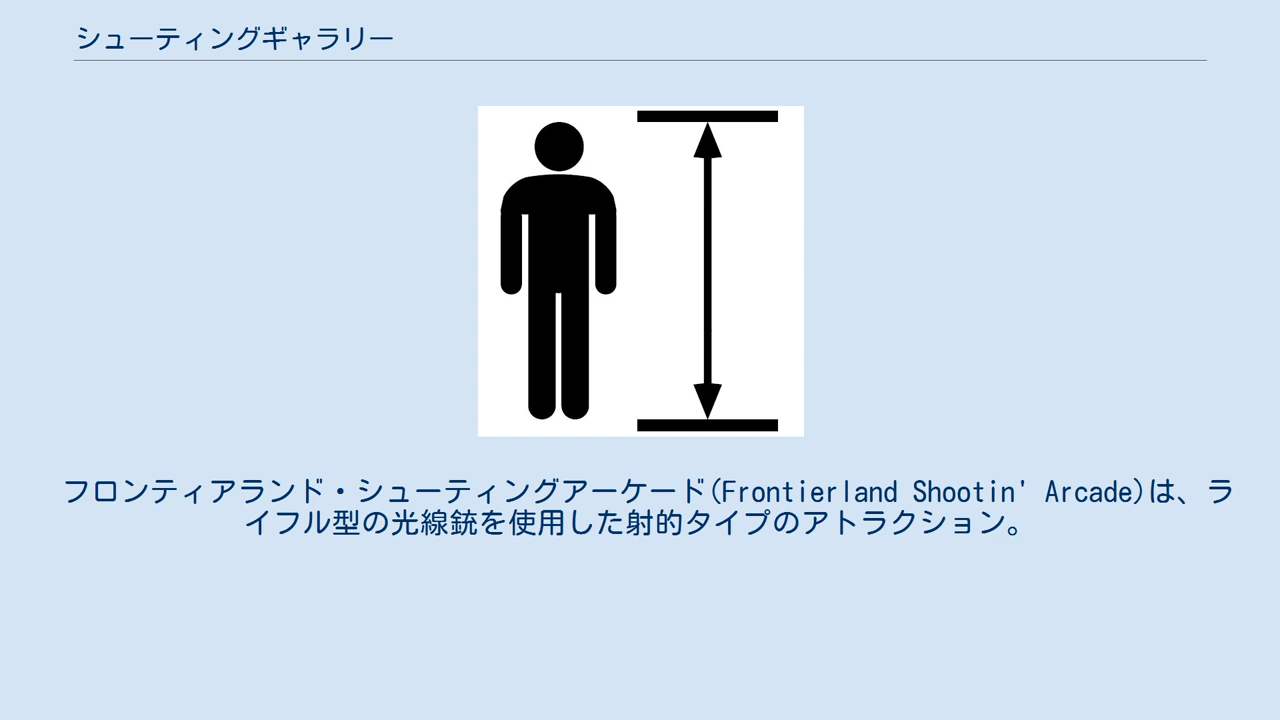 シューティングギャラリー
フロンティアランド・シューティングアーケード(Frontierland Shootin' Arcade)は、ラ
イフル型の光線銃を使用した射的タイプのアトラクション。